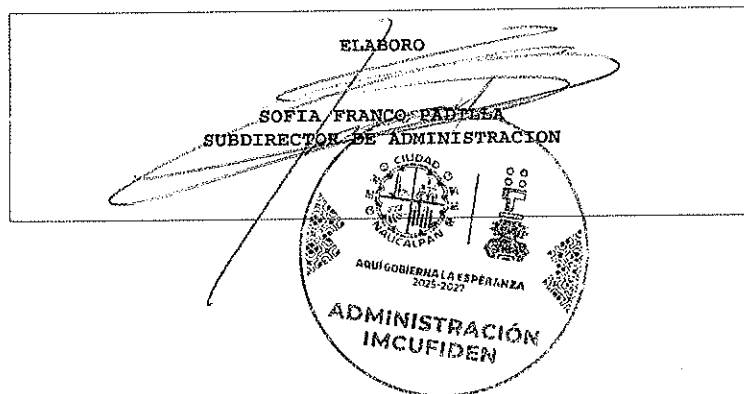 ELABORO
SOFIA FRANCO PADILLA
SUBDIRECTOR DE ADMINISTRACION
CIUDAD
NAUCALPAN
AQUÍ GOBIERNA LA ESPERANZA
2025-2027
ADMINISTRACIÓN
IMCUFIDEN